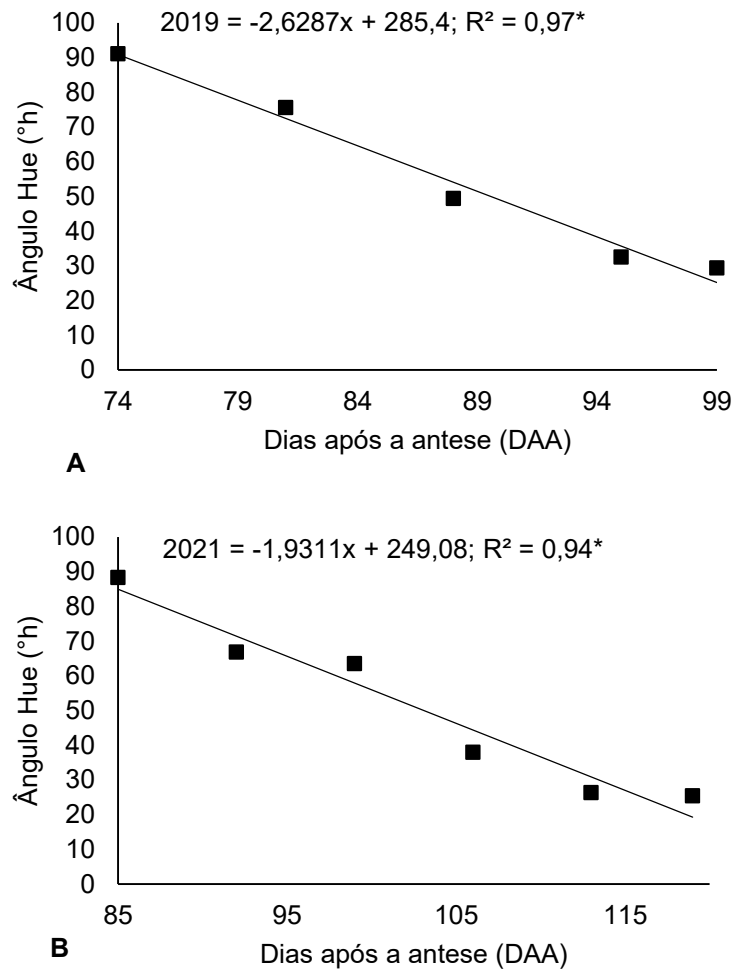 2019 = -2,6287x + 285,4; R² = 0,97*
100
90
80
70
60
50
40
30
20
10
0
Ângulo Hue (°h)
74 79 84 89 94 99
Dias após a antese (DAA)
A
2021 = -1,9311x + 249,08; R² = 0,94*
100
90
80
70
60
50
40
30
20
10
0
Ângulo Hue (°h)
85 95 105 115
Dias após a antese (DAA)
B